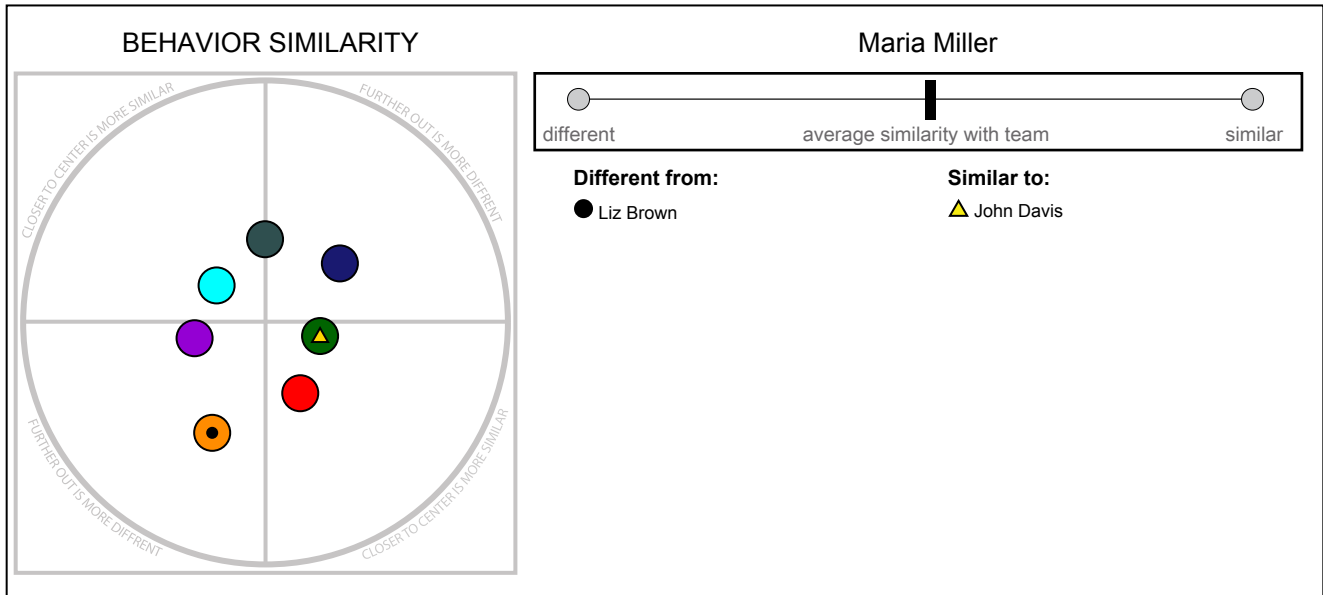 BEHAVIOR SIMILARITY
CLOSER TO CENTER IS MORE SIMILAR
FURTHER OUT IS MORE DIFFRENT
FURTHER OUT IS MORE DIFFRENT
CLOSER TO CENTER IS MORE SIMILAR
Maria Miller
different average similarity with team similar
Different from:
Liz Brown
Similar to:
John Davis